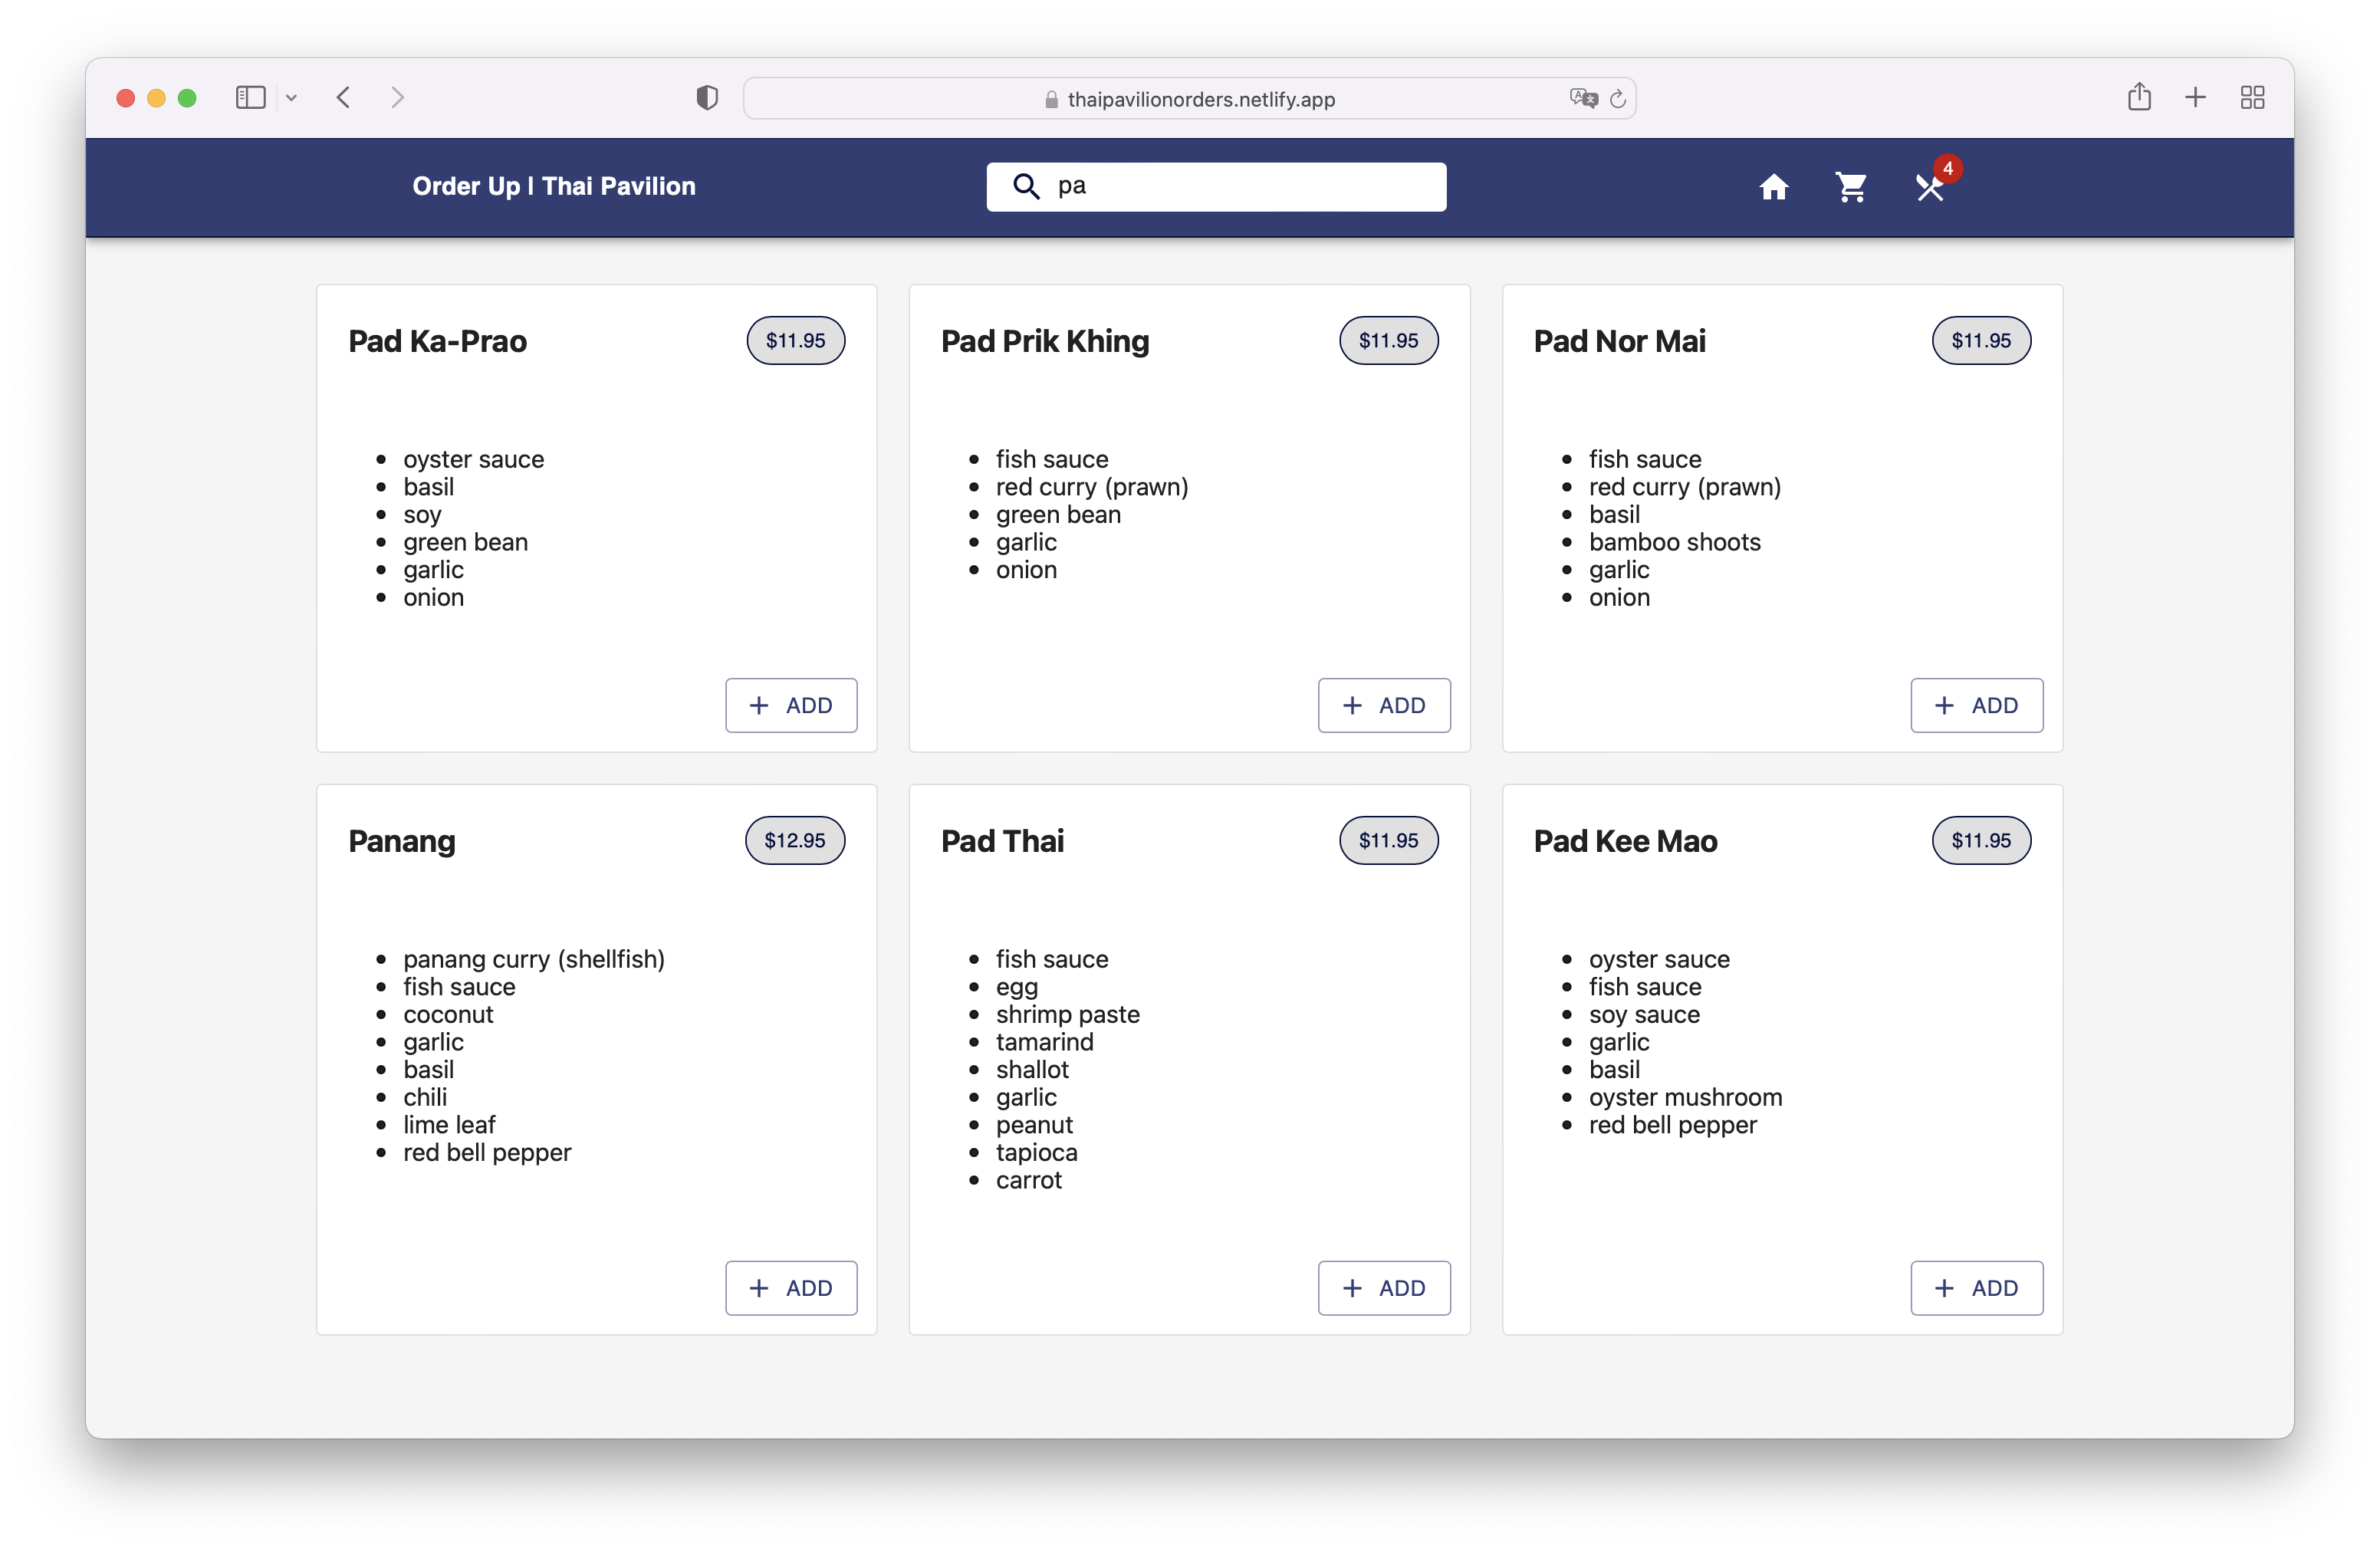 thaipavilionorders.netlify.app
Order Up | Thai Pavilion
pa
4
Pad Ka-Prao
$11.95
oyster sauce
basil
soy
green bean
garlic
onion
+ ADD
Pad Prik Khing
$11.95
fish sauce
red curry (prawn)
green bean
garlic
onion
+ ADD
Pad Nor Mai
$11.95
fish sauce
red curry (prawn)
basil
bamboo shoots
garlic
onion
+ ADD
Panang
$12.95
panang curry (shellfish)
fish sauce
coconut
garlic
basil
chili
lime leaf
red bell pepper
+ ADD
Pad Thai
$11.95
fish sauce
egg
shrimp paste
tamarind
shallot
garlic
peanut
tapioca
carrot
+ ADD
Pad Kee Mao
$11.95
oyster sauce
fish sauce
soy sauce
garlic
basil
oyster mushroom
red bell pepper
+ ADD